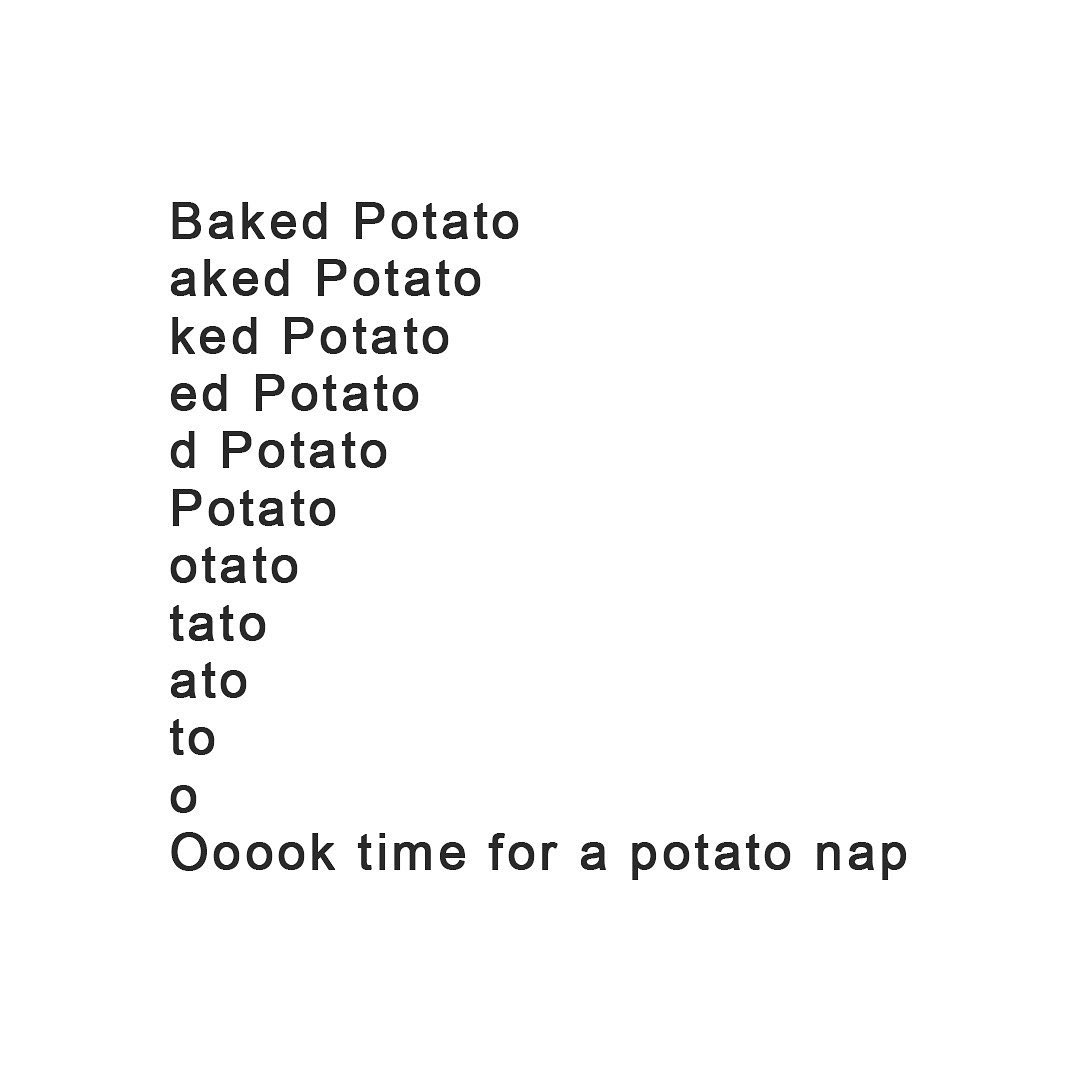 Baked Potato
aked Potato
ked Potato
ed Potato
d Potato
Potato
otato
tato
ato
to
o
Ooook time for a potato nap